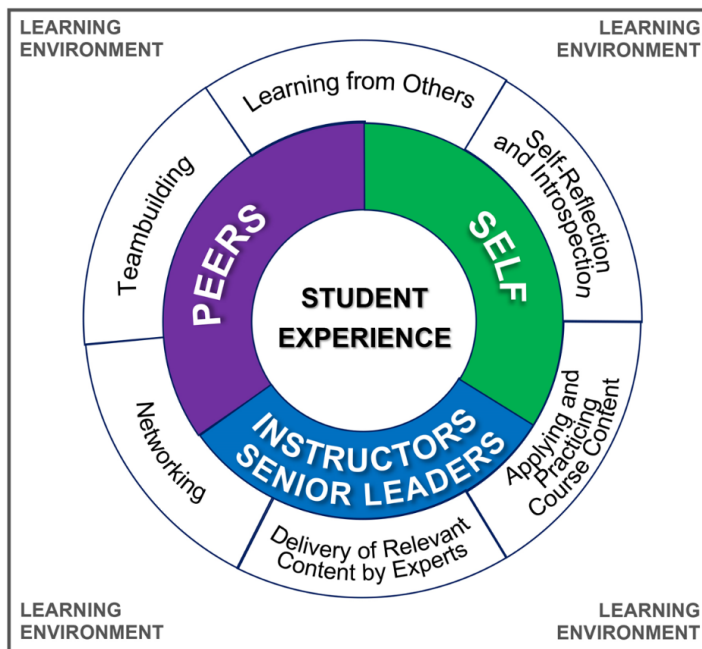 LEARNING
ENVIRONMENT
LEARNING
ENVIRONMENT
Learning from Others
Self-Reflection
and Introspection
Teambuilding
PEERS
SELF
STUDENT
EXPERIENCE
INSTRUCTORS
SENIOR LEADERS
Applying and
Practicing
Course Content
Networking
Delivery of Relevant
Content by Experts
LEARNING
ENVIRONMENT
LEARNING
ENVIRONMENT